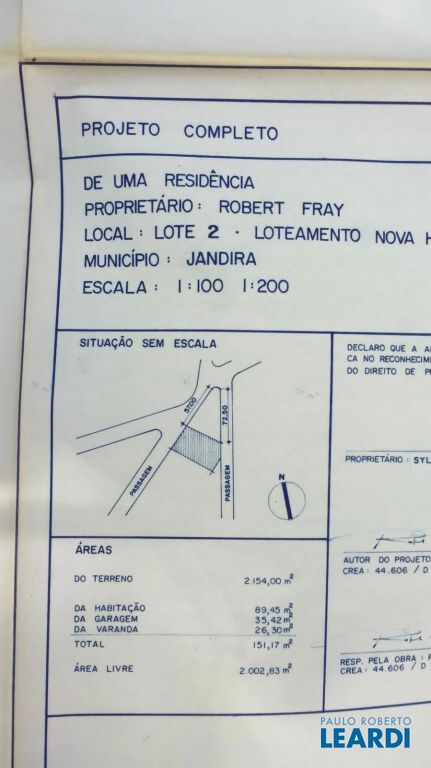 PROJETO COMPLETO
DE UMA RESIDÊNCIA
PROPRIETÁRIO: ROBERT FRAY
LOCAL: LOTE 2 - LOTEAMENTO NOVA H
MUNICÍPIO: JANDIRA
ESCALA: 1:100 1:200
SITUAÇÃO SEM ESCALA
57.00
72.50
PASSAGEM
PASSAGEM
N
DECLARO QUE A A
CA NO RECONHECIME
DO DIREITO DE P
PROPRIETÁRIO: SYL
AUTOR DO PROJETO
CREA: 44.606 / D
RESP. PELA OBRA: R
CREA: 44.606 / D
ÁREAS
DO TERRENO 2.154,00 m²
DA HABITAÇÃO 89,45 m²
DA GARAGEM 35,42 m²
DA VARANDA 26,30 m²
TOTAL 151,17 m²
ÁREA LIVRE 2.002,83 m²
PAULO ROBERTO
LEARDI